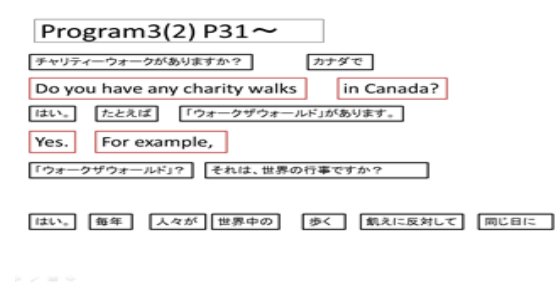 Program3(2) P31～
チャリティーウォークがありますか？ カナダで
Do you have any charity walks in Canada?
はい。 たとえば 「ウォークザウォールド」があります。
Yes. For example,
「ウォークザウォールド」？ それは、世界の行事ですか？
はい。 毎年 人々が 世界中の 歩く 飢えに反対して 同じ日に